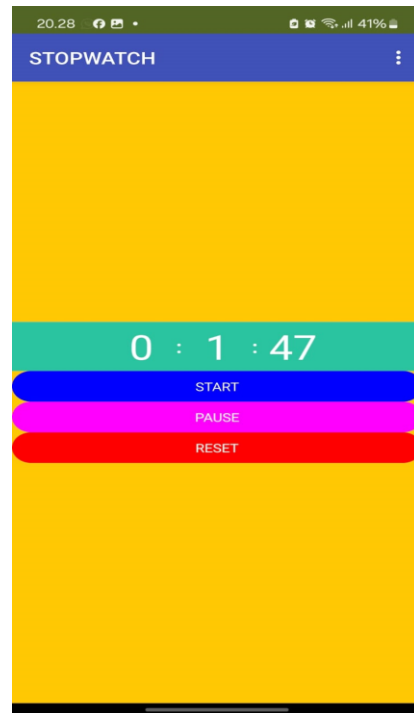 20.28 41%
STOPWATCH
0 : 1 : 47
START
PAUSE
RESET